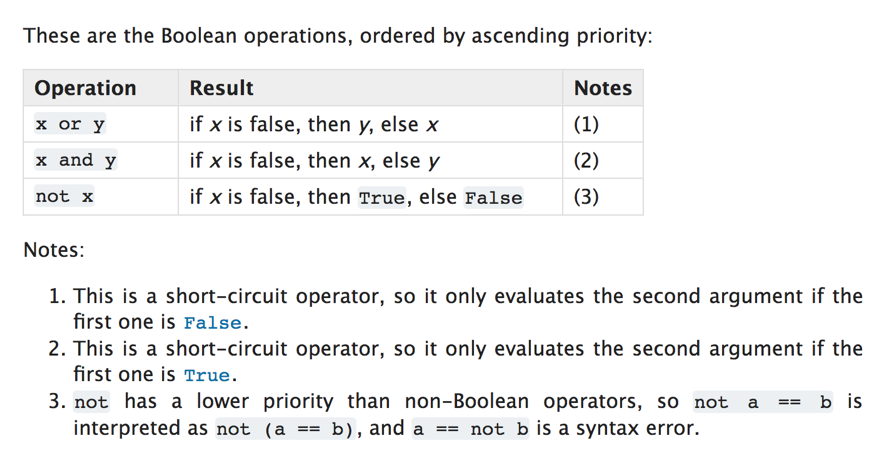 These are the Boolean operations, ordered by ascending priority:
Operation Result Notes
x or y if x is false, then y, else x (1)
x and y if x is false, then x, else y (2)
not x if x is false, then True, else False (3)
Notes:
1. This is a short-circuit operator, so it only evaluates the second argument if the
first one is False.
2. This is a short-circuit operator, so it only evaluates the second argument if the
first one is True.
3. not has a lower priority than non-Boolean operators, so not a == b is
interpreted as not (a == b), and a == not b is a syntax error.